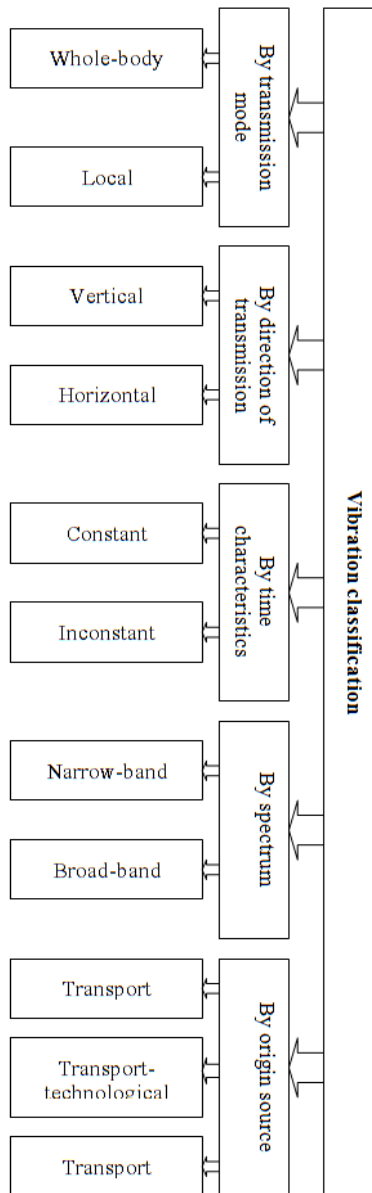 Vibration classification
By transmission
mode
Whole-body
Local
By direction of
transmission
Vertical
Horizontal
By time
characteristics
Constant
Inconstant
By spectrum
Narrow-band
Broad-band
By origin source
Transport
Transport-
technological
Transport